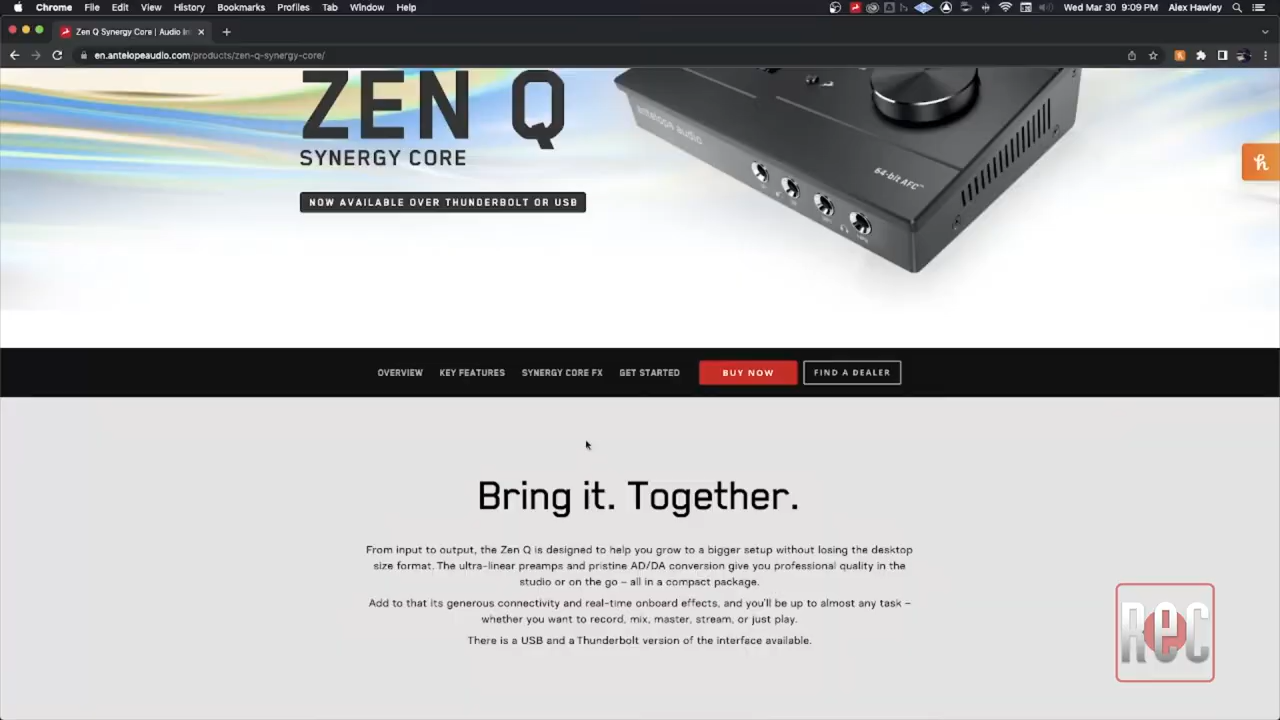 Chrome File Edit View History Bookmarks Profiles Tab Window Help Wed Mar 30 9:09 PM Alex Hawley
Zen Q Synergy Core | Audio In
en.antelopeaudio.com/products/zen-q-synergy-core/
ZEN Q
SYNERGY CORE
NOW AVAILABLE OVER THUNDERBOLT OR USB
antelope audio
64-bit AFC™
OVERVIEW KEY FEATURES SYNERGY CORE FX GET STARTED BUY NOW FIND A DEALER
Bring it. Together.
From input to output, the Zen Q is designed to help you grow to a bigger setup without losing the desktop
size format. The ultra-linear preamps and pristine AD/DA conversion give you professional quality in the
studio or on the go – all in a compact package.
Add to that its generous connectivity and real-time onboard effects, and you'll be up to almost any task –
whether you want to record, mix, master, stream, or just play.
There is a USB and a Thunderbolt version of the interface available.
ReC